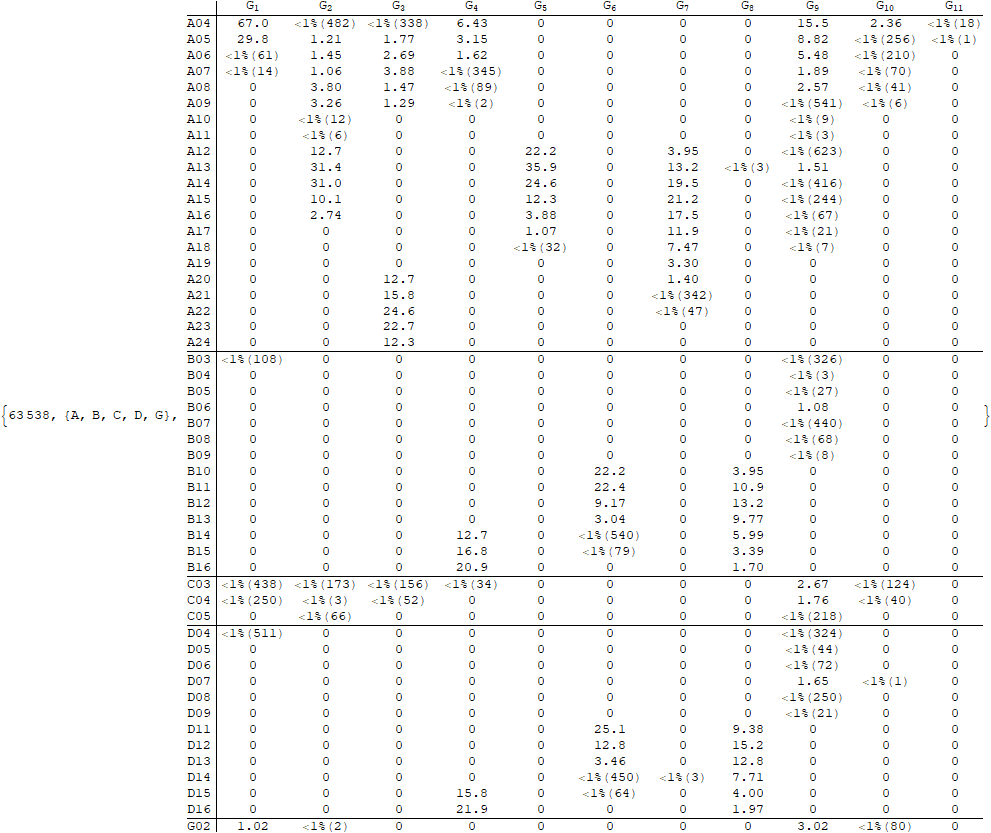 G₁ G₂ G₃ G₄ G₅ G₆ G₇ G₈ G₉ G₁₀ G₁₁
A04 67.0 <1%(482) <1%(338) 6.43 0 0 0 0 15.5 2.36 <1%(18)
A05 29.8 1.21 1.77 3.15 0 0 0 0 8.82 <1%(256) <1%(1)
A06 <1%(61) 1.45 2.69 1.62 0 0 0 0 5.48 <1%(210) 0
A07 <1%(14) 1.06 3.88 <1%(345) 0 0 0 0 1.89 <1%(70) 0
A08 0 3.80 1.47 <1%(89) 0 0 0 0 2.57 <1%(41) 0
A09 0 3.26 1.29 <1%(2) 0 0 0 0 <1%(541) <1%(6) 0
A10 0 <1%(12) 0 0 0 0 0 0 <1%(9) 0 0
A11 0 <1%(6) 0 0 0 0 0 0 <1%(3) 0 0
A12 0 12.7 0 0 22.2 0 3.95 0 <1%(623) 0 0
A13 0 31.4 0 0 35.9 0 13.2 <1%(3) 1.51 0 0
A14 0 31.0 0 0 24.6 0 19.5 0 <1%(416) 0 0
A15 0 10.1 0 0 12.3 0 21.2 0 <1%(244) 0 0
A16 0 2.74 0 0 3.88 0 17.5 0 <1%(67) 0 0
A17 0 0 0 0 1.07 0 11.9 0 <1%(21) 0 0
A18 0 0 0 0 <1%(32) 0 7.47 0 <1%(7) 0 0
A19 0 0 0 0 0 0 3.30 0 0 0 0
A20 0 0 12.7 0 0 0 1.40 0 0 0 0
A21 0 0 15.8 0 0 0 <1%(342) 0 0 0 0
A22 0 0 24.6 0 0 0 <1%(47) 0 0 0 0
A23 0 0 22.7 0 0 0 0 0 0 0 0
A24 0 0 12.3 0 0 0 0 0 0 0 0
B03 <1%(108) 0 0 0 0 0 0 0 <1%(326) 0 0
B04 0 0 0 0 0 0 0 0 <1%(3) 0 0
B05 0 0 0 0 0 0 0 0 <1%(27) 0 0
B06 0 0 0 0 0 0 0 0 1.08 0 0
{63538, {A, B, C, D, G}, }
B07 0 0 0 0 0 0 0 0 <1%(440) 0 0
B08 0 0 0 0 0 0 0 0 <1%(68) 0 0
B09 0 0 0 0 0 0 0 0 <1%(8) 0 0
B10 0 0 0 0 0 22.2 0 3.95 0 0 0
B11 0 0 0 0 0 22.4 0 10.9 0 0 0
B12 0 0 0 0 0 9.17 0 13.2 0 0 0
B13 0 0 0 0 0 3.04 0 9.77 0 0 0
B14 0 0 0 12.7 0 <1%(540) 0 5.99 0 0 0
B15 0 0 0 16.8 0 <1%(79) 0 3.39 0 0 0
B16 0 0 0 20.9 0 0 0 1.70 0 0 0
C03 <1%(438) <1%(173) <1%(156) <1%(34) 0 0 0 0 2.67 <1%(124) 0
C04 <1%(250) <1%(3) <1%(52) 0 0 0 0 0 1.76 <1%(40) 0
C05 0 <1%(66) 0 0 0 0 0 0 <1%(218) 0 0
D04 <1%(511) 0 0 0 0 0 0 0 <1%(324) 0 0
D05 0 0 0 0 0 0 0 0 <1%(44) 0 0
D06 0 0 0 0 0 0 0 0 <1%(72) 0 0
D07 0 0 0 0 0 0 0 0 1.65 <1%(1) 0
D08 0 0 0 0 0 0 0 0 <1%(250) 0 0
D09 0 0 0 0 0 0 0 0 <1%(21) 0 0
D11 0 0 0 0 0 25.1 0 9.38 0 0 0
D12 0 0 0 0 0 12.8 0 15.2 0 0 0
D13 0 0 0 0 0 3.46 0 12.8 0 0 0
D14 0 0 0 0 0 <1%(450) <1%(3) 7.71 0 0 0
D15 0 0 0 15.8 0 <1%(64) 0 4.00 0 0 0
D16 0 0 0 21.9 0 0 0 1.97 0 0 0
G02 1.02 <1%(2) 0 0 0 0 0 0 3.02 <1%(80) 0